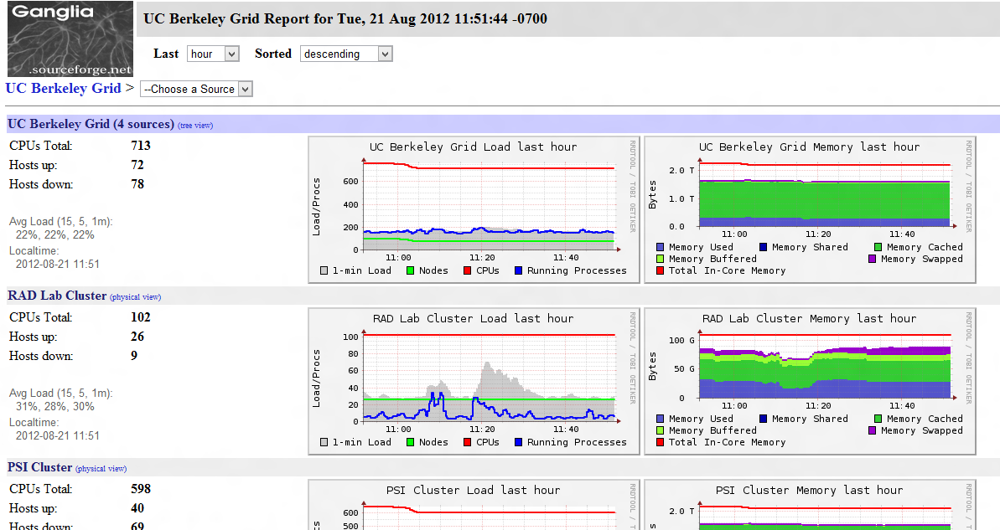 Ganglia
.sourceforge.net
UC Berkeley Grid Report for Tue, 21 Aug 2012 11:51:44 -0700
Last hour Sorted descending
UC Berkeley Grid > --Choose a Source
UC Berkeley Grid (4 sources) (tree view)
CPUs Total: 713
Hosts up: 72
Hosts down: 78
Avg Load (15, 5, 1m):
22%, 22%, 22%
Localtime:
2012-08-21 11:51
UC Berkeley Grid Load last hour
Load/Procs
600
400
200
0
11:00 11:20 11:40
1-min Load Nodes CPUs Running Processes
RRDTOOL / TOBI OETIKER
UC Berkeley Grid Memory last hour
Bytes
2.0 T
1.0 T
0.0
11:00 11:20 11:40
Memory Used Memory Shared Memory Cached
Memory Buffered Memory Swapped
Total In-Core Memory
RRDTOOL / TOBI OETIKER
RAD Lab Cluster (physical view)
CPUs Total: 102
Hosts up: 26
Hosts down: 9
Avg Load (15, 5, 1m):
31%, 28%, 30%
Localtime:
2012-08-21 11:51
RAD Lab Cluster Load last hour
Load/Procs
100
80
60
40
20
0
11:00 11:20 11:40
1-min Load Nodes CPUs Running Processes
RRDTOOL / TOBI OETIKER
RAD Lab Cluster Memory last hour
Bytes
100 G
50 G
0
11:00 11:20 11:40
Memory Used Memory Shared Memory Cached
Memory Buffered Memory Swapped
Total In-Core Memory
RRDTOOL / TOBI OETIKER
PSI Cluster (physical view)
CPUs Total: 598
Hosts up: 40
Hosts down: 69
PSI Cluster Load last hour
600
500
RRDTOOL / T
PSI Cluster Memory last hour
2.0 T
RRDTOOL / T